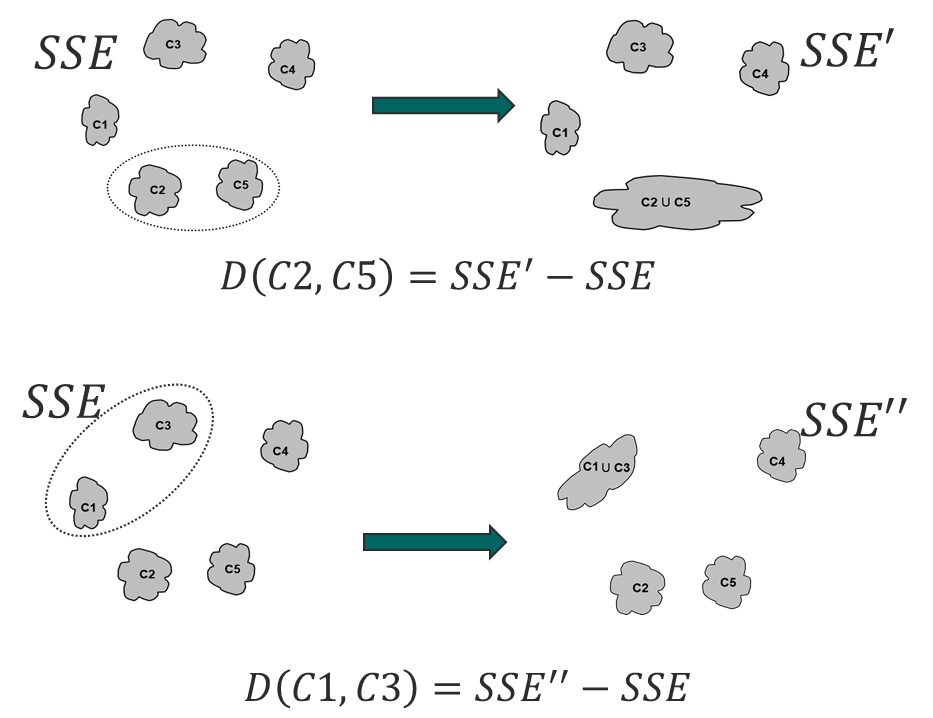 SSE
C3
C4
C1
C2
C5
C3
SSE′
C4
C1
C2 ∪ C5
D(C2, C5) = SSE′ − SSE
SSE
C3
C4
C1
C2
C5
SSE′′
C1 ∪ C3
C4
C2
C5
D(C1, C3) = SSE′′ − SSE